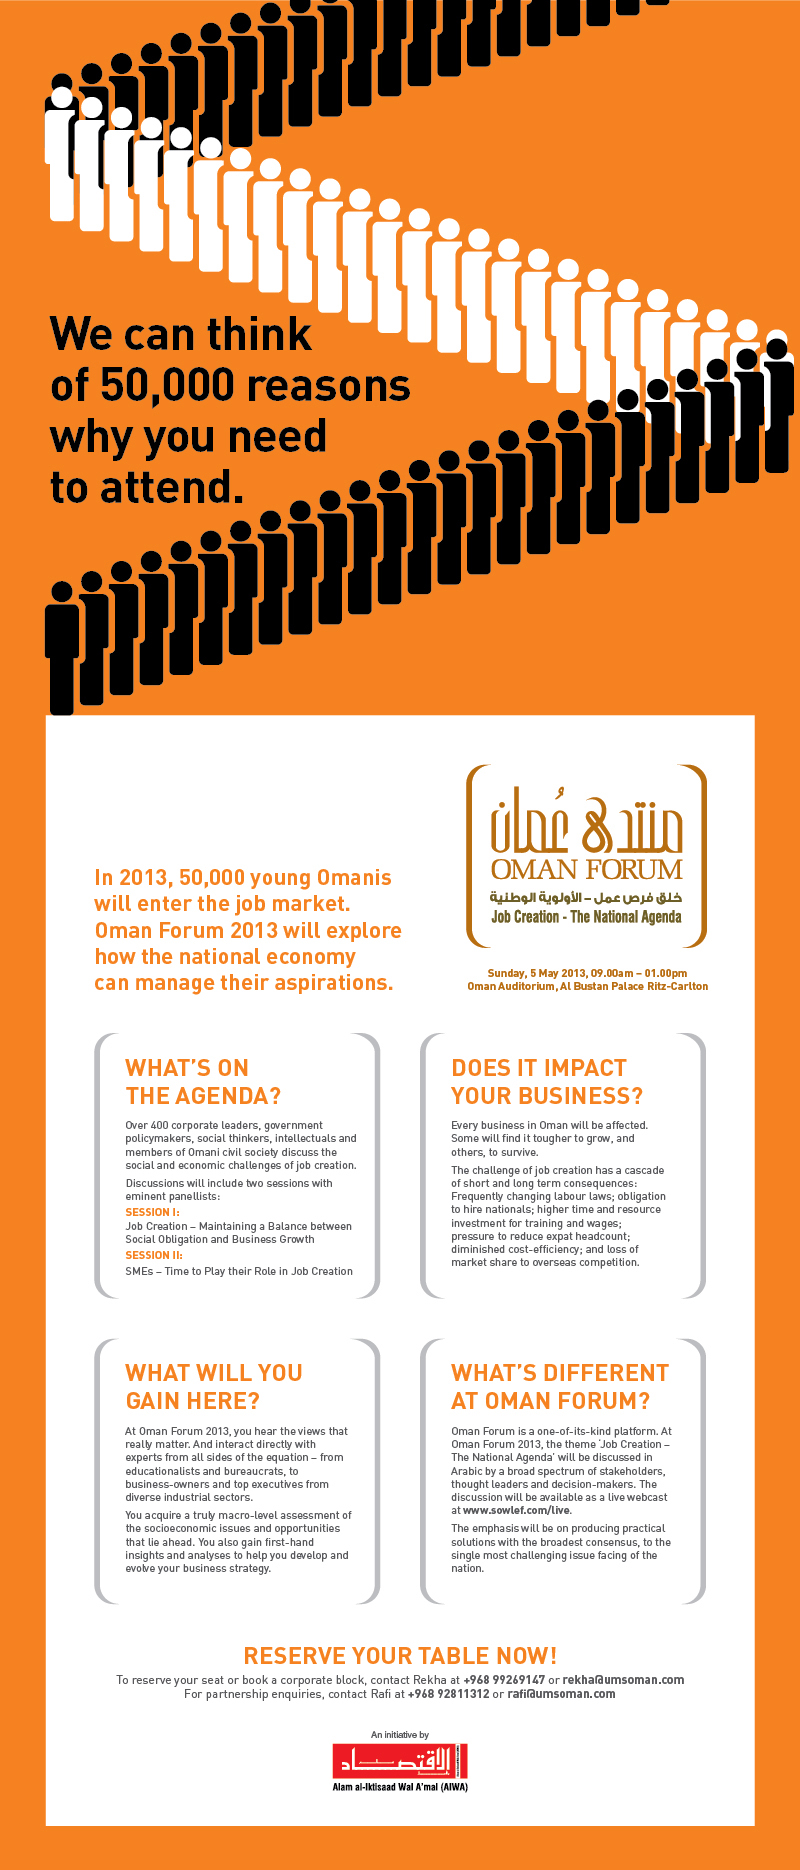 We can think
of 50,000 reasons
why you need
to attend.
منتدى عُمان
OMAN FORUM
خلق فرص عمل – الأولوية الوطنية
Job Creation - The National Agenda
Sunday, 5 May 2013, 09.00am – 01.00pm
Oman Auditorium, Al Bustan Palace Ritz-Carlton
In 2013, 50,000 young Omanis
will enter the job market.
Oman Forum 2013 will explore
how the national economy
can manage their aspirations.
WHAT'S ON
THE AGENDA?
Over 400 corporate leaders, government
policymakers, social thinkers, intellectuals and
members of Omani civil society discuss the
social and economic challenges of job creation.
Discussions will include two sessions with
eminent panellists:
SESSION I:
Job Creation – Maintaining a Balance between
Social Obligation and Business Growth
SESSION II:
SMEs – Time to Play their Role in Job Creation
DOES IT IMPACT
YOUR BUSINESS?
Every business in Oman will be affected.
Some will find it tougher to grow, and
others, to survive.
The challenge of job creation has a cascade
of short and long term consequences:
Frequently changing labour laws; obligation
to hire nationals; higher time and resource
investment for training and wages;
pressure to reduce expat headcount;
diminished cost-efficiency; and loss of
market share to overseas competition.
WHAT WILL YOU
GAIN HERE?
At Oman Forum 2013, you hear the views that
really matter. And interact directly with
experts from all sides of the equation – from
educationalists and bureaucrats, to
business-owners and top executives from
diverse industrial sectors.
You acquire a truly macro-level assessment of
the socioeconomic issues and opportunities
that lie ahead. You also gain first-hand
insights and analyses to help you develop and
evolve your business strategy.
WHAT'S DIFFERENT
AT OMAN FORUM?
Oman Forum is a one-of-its-kind platform. At
Oman Forum 2013, the theme 'Job Creation –
The National Agenda' will be discussed in
Arabic by a broad spectrum of stakeholders,
thought leaders and decision-makers. The
discussion will be available as a live webcast
at www.sowlef.com/live.
The emphasis will be on producing practical
solutions with the broadest consensus, to the
single most challenging issue facing of the
nation.
RESERVE YOUR TABLE NOW!
To reserve your seat or book a corporate block, contact Rekha at +968 99269147 or rekha@umsoman.com
For partnership enquiries, contact Rafi at +968 92811312 or rafi@umsoman.com
An initiative by
الاقتصاد
Alam al-Iktisaad Wal A'mal (AIWA)